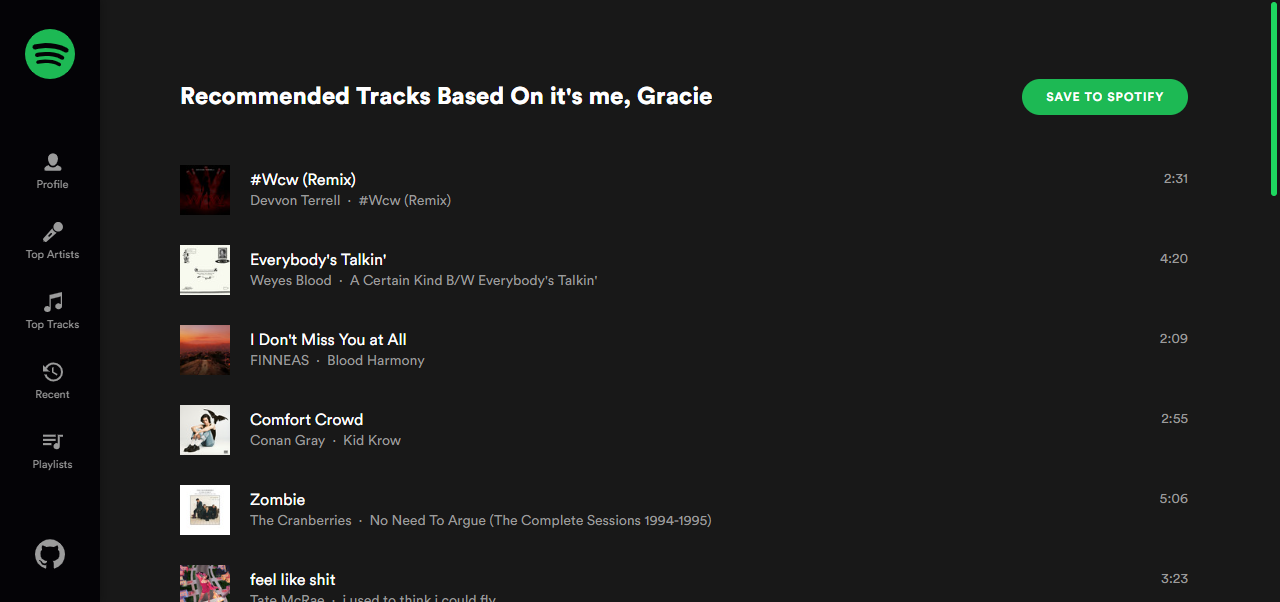 Recommended Tracks Based On it's me, Gracie
SAVE TO SPOTIFY
Profile
Top Artists
Top Tracks
Recent
Playlists
#Wcw (Remix)
2:31
Devvon Terrell · #Wcw (Remix)
Everybody's Talkin'
4:20
Weyes Blood · A Certain Kind B/W Everybody's Talkin'
I Don't Miss You at All
2:09
FINNEAS · Blood Harmony
Comfort Crowd
2:55
Conan Gray · Kid Krow
Zombie
5:06
The Cranberries · No Need To Argue (The Complete Sessions 1994-1995)
feel like shit
3:23
Tate McRae · i used to think i could fly